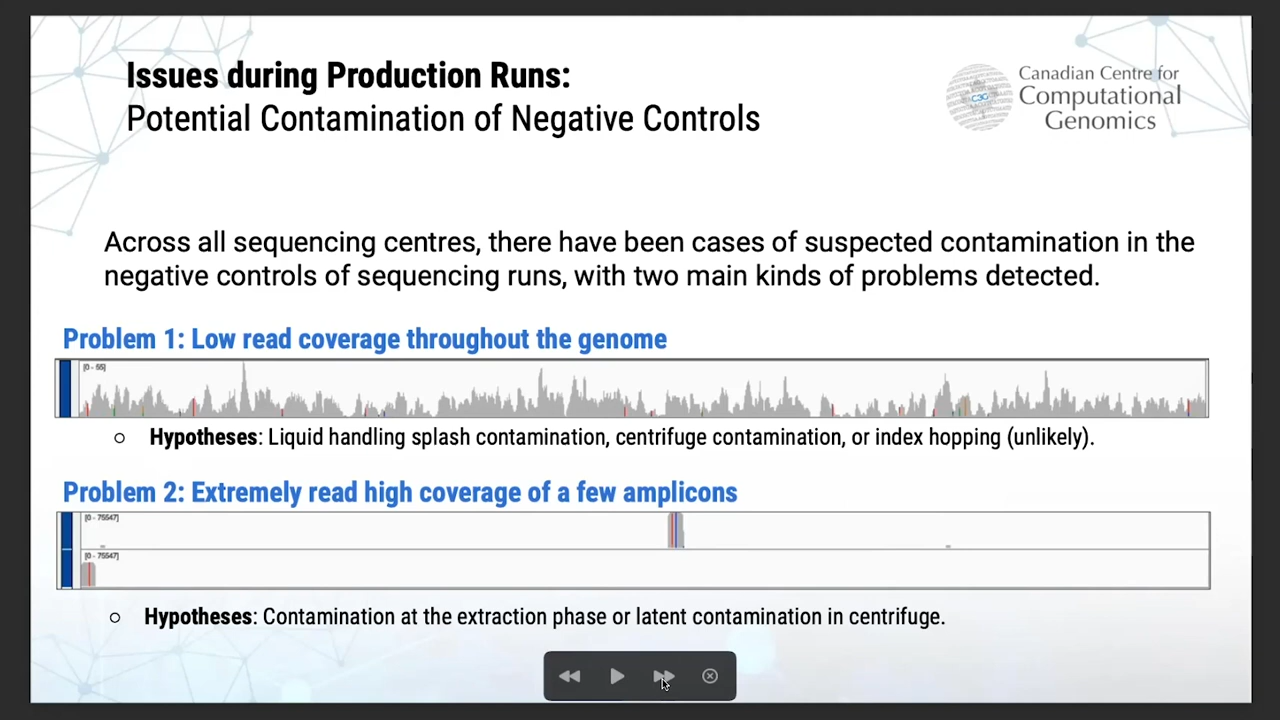 Issues during Production Runs:
Potential Contamination of Negative Controls
Canadian Centre for
Computational
Genomics
C3G
Across all sequencing centres, there have been cases of suspected contamination in the
negative controls of sequencing runs, with two main kinds of problems detected.
Problem 1: Low read coverage throughout the genome
[0 - 55]
○ Hypotheses: Liquid handling splash contamination, centrifuge contamination, or index hopping (unlikely).
Problem 2: Extremely read high coverage of a few amplicons
[0 - 75547]
[0 - 75547]
○ Hypotheses: Contamination at the extraction phase or latent contamination in centrifuge.